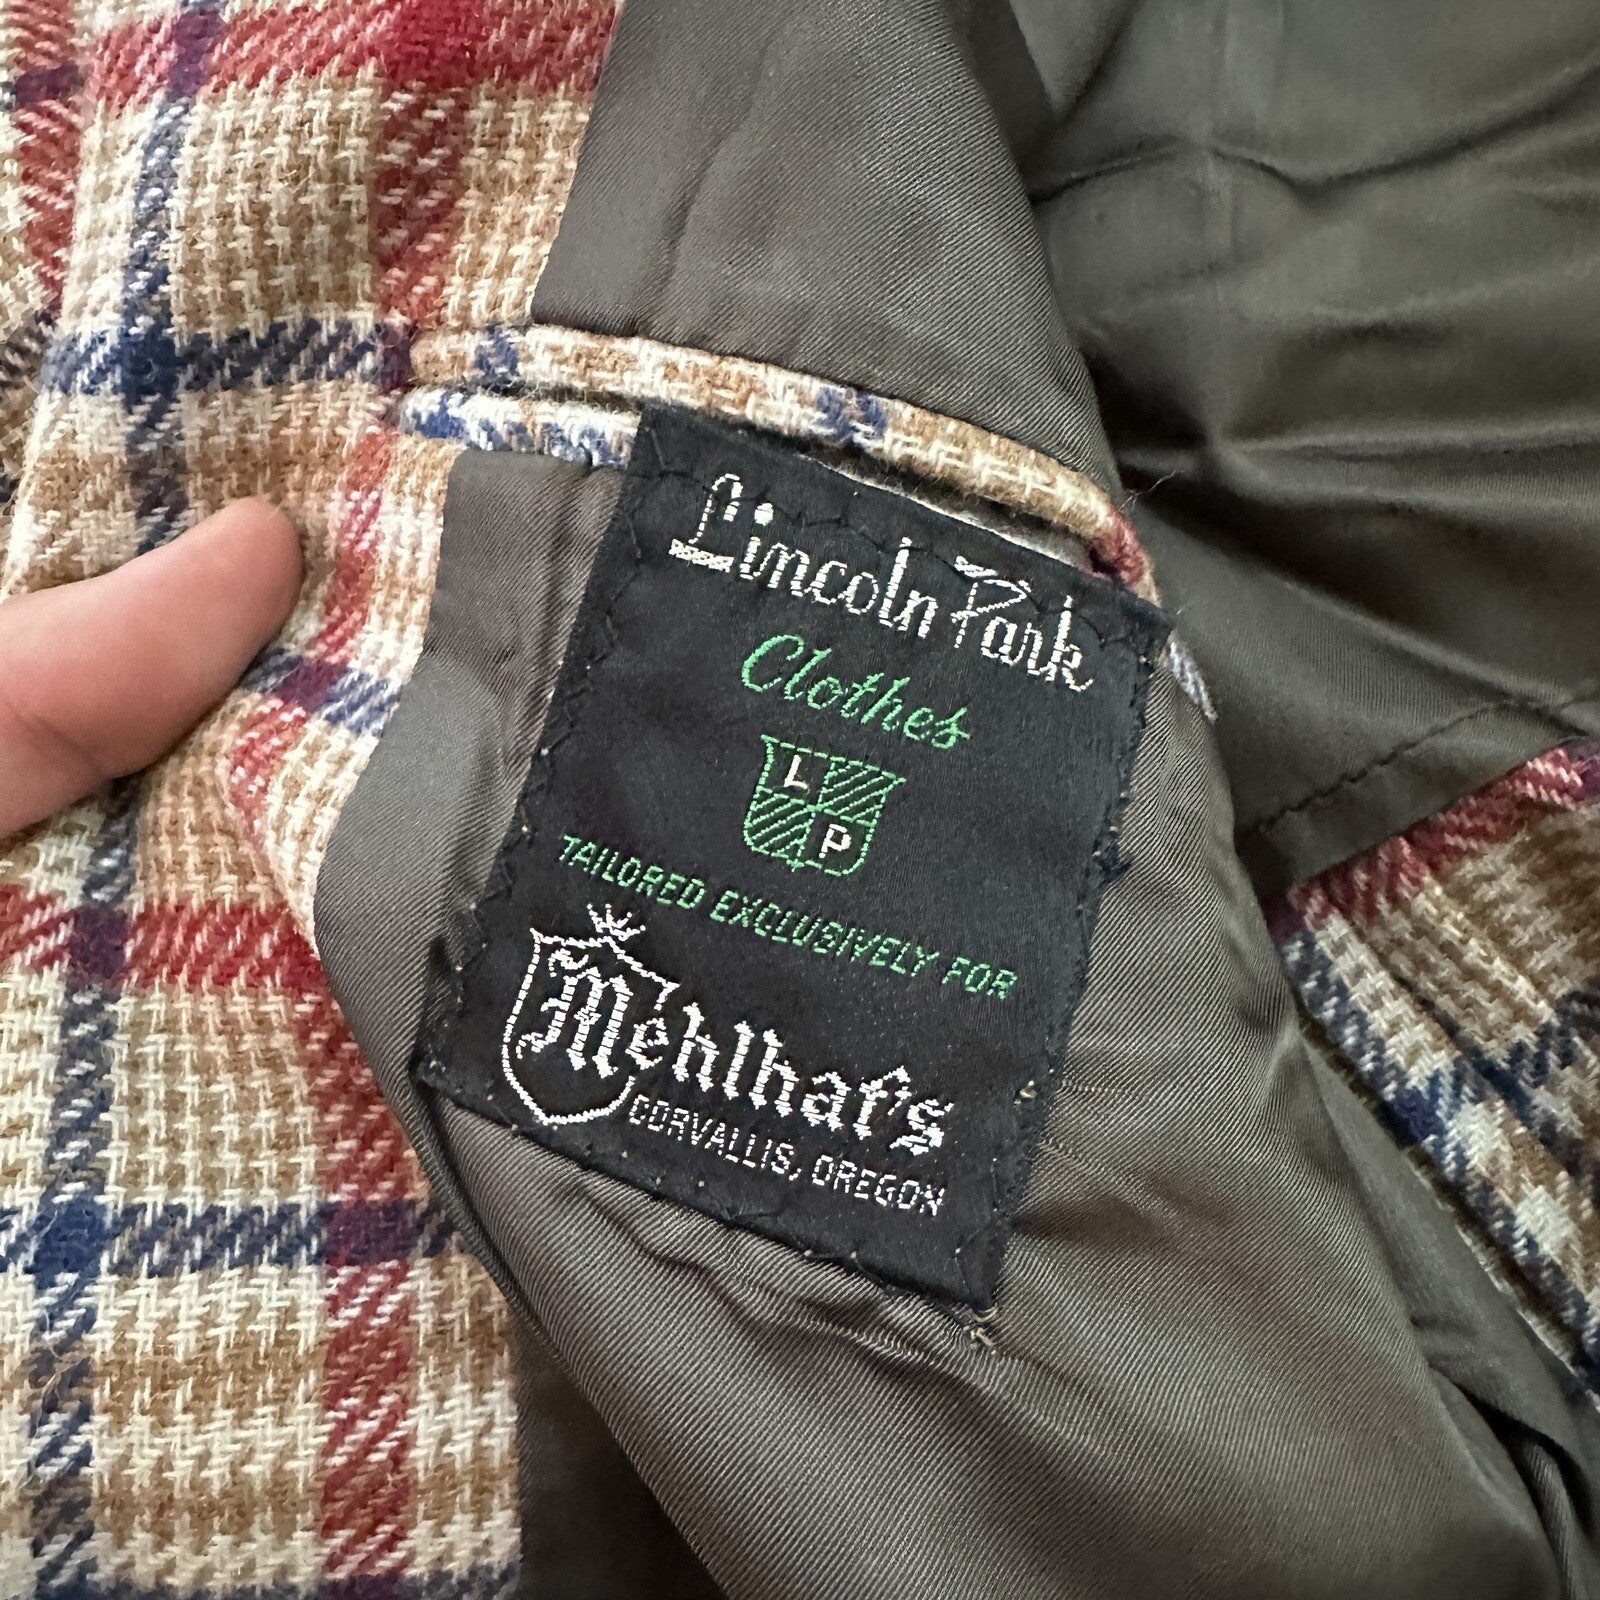 Lincoln Park
Clothes
L
P
TAILORED EXCLUSIVELY FOR
Mehlhaf's
CORVALLIS, OREGON